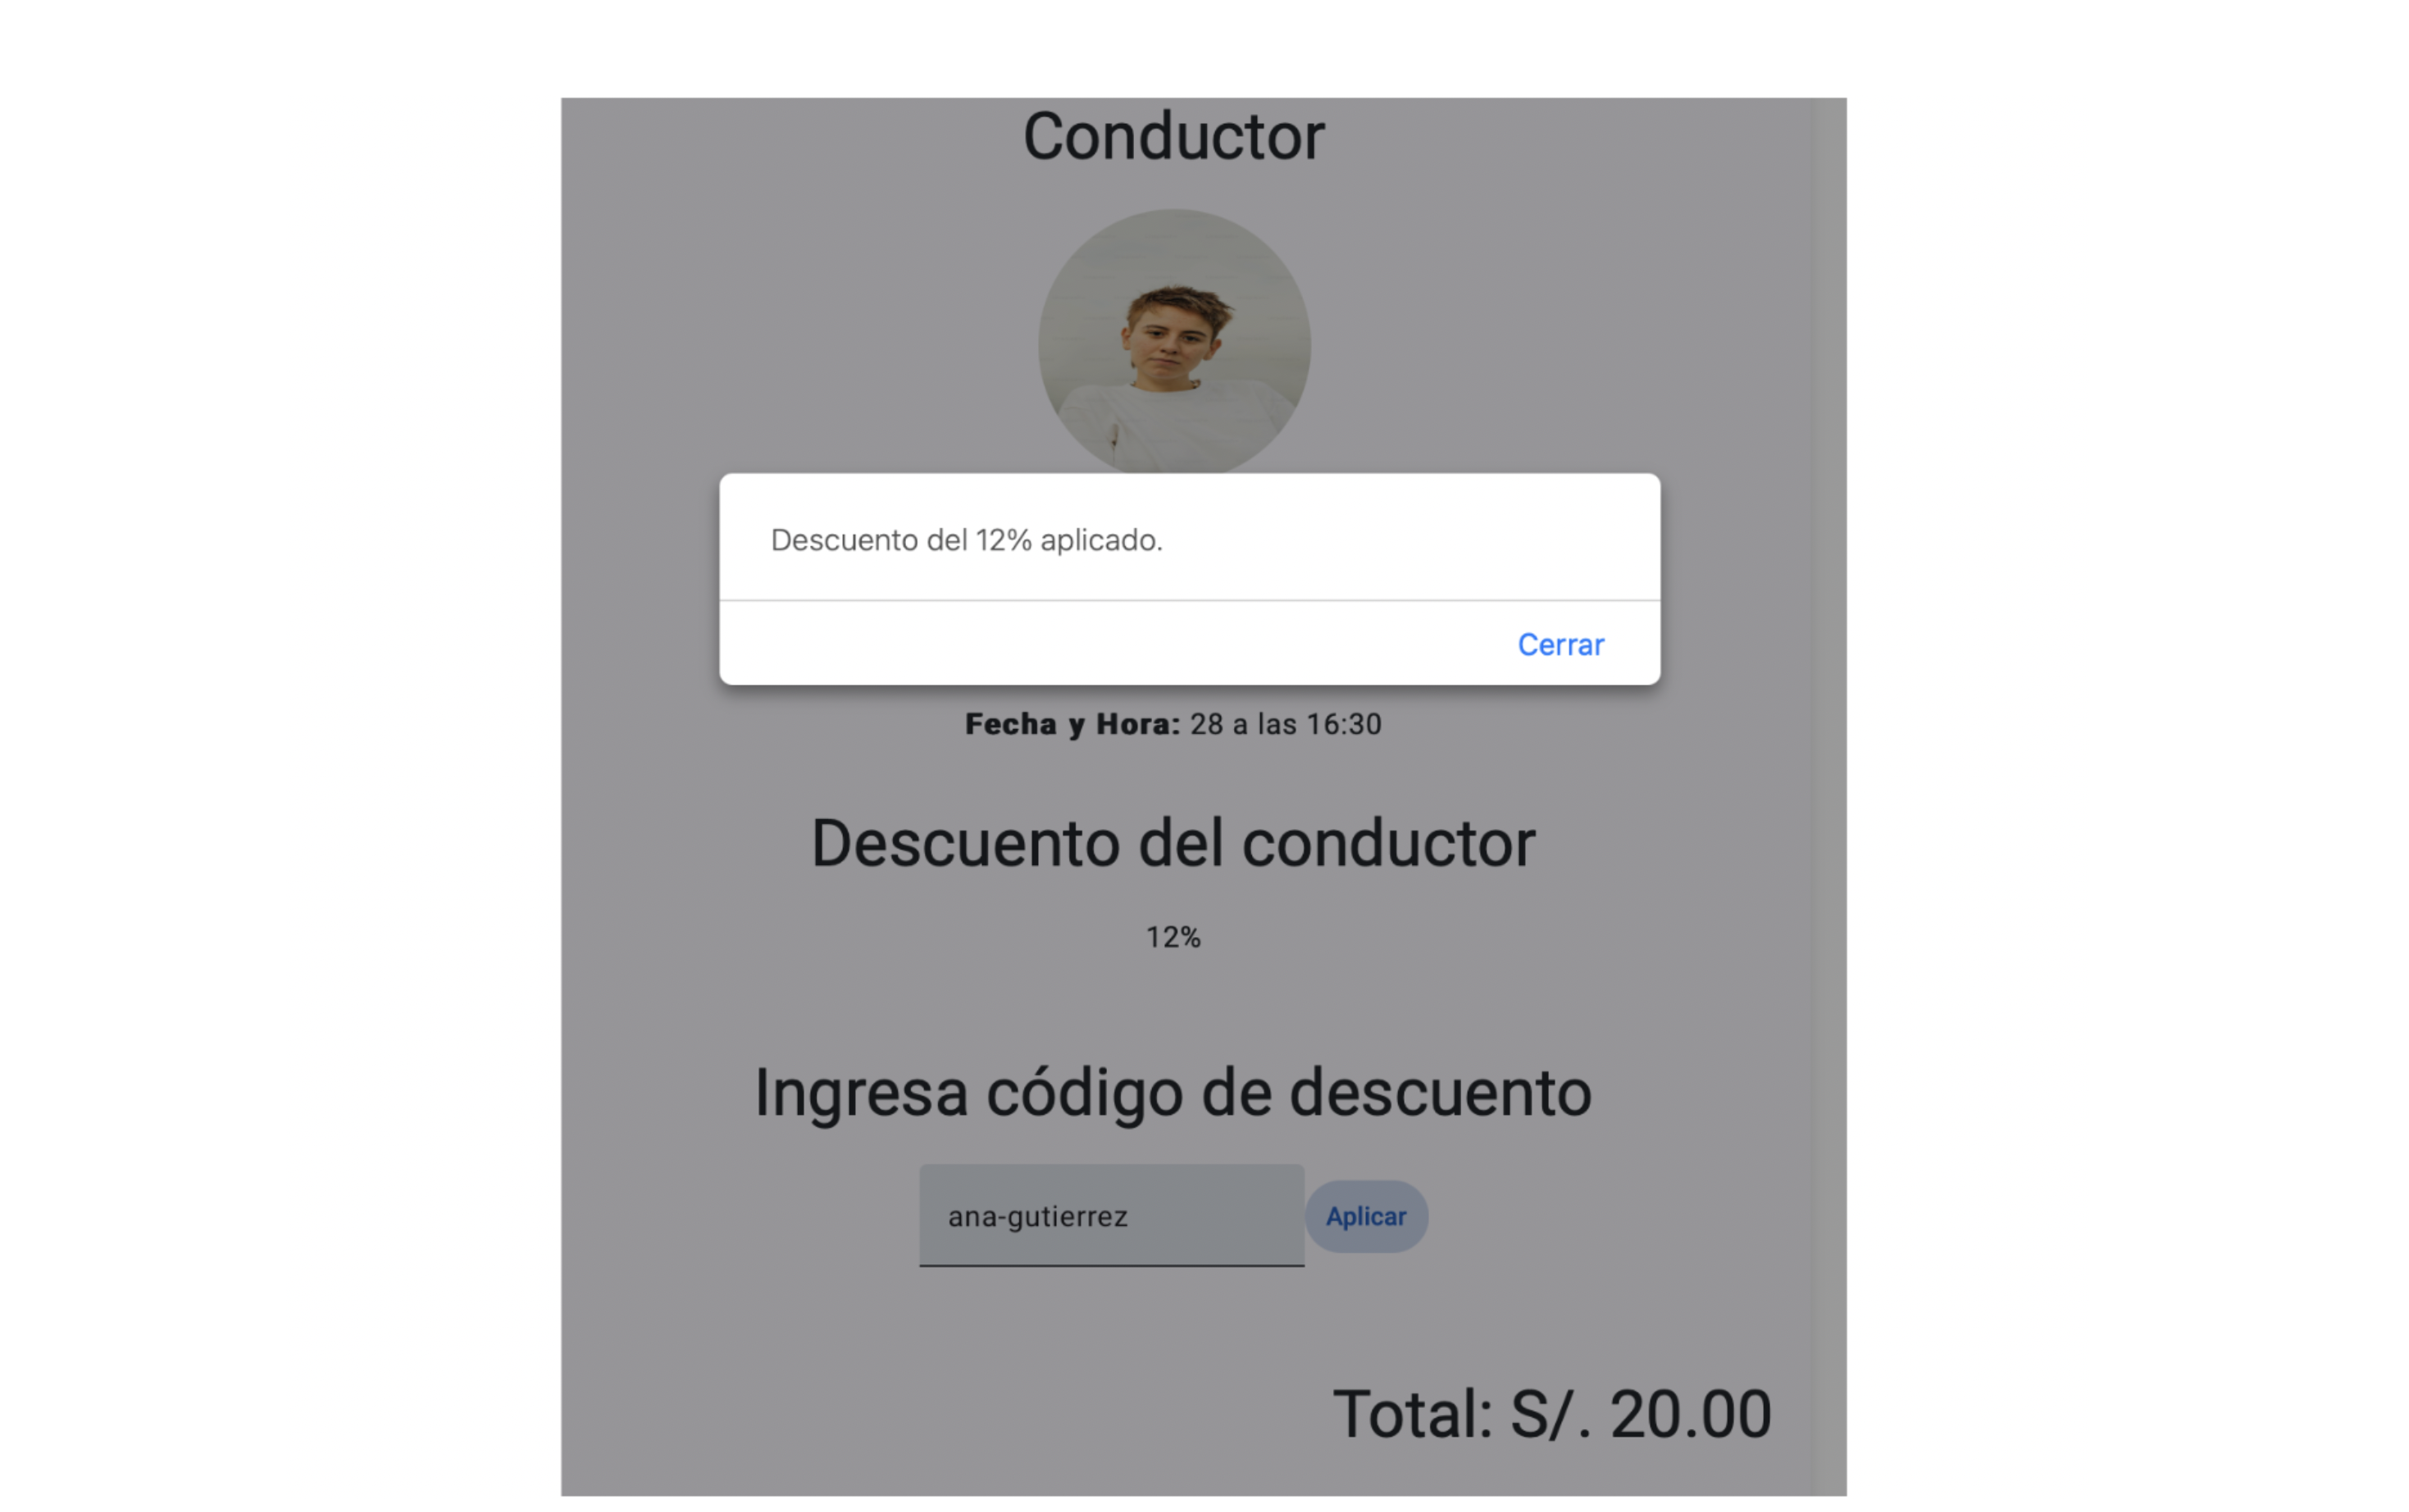 Conductor
Descuento del 12% aplicado.
Cerrar
Fecha y Hora: 28 a las 16:30
Descuento del conductor
12%
Ingresa código de descuento
ana-gutierrez
Aplicar
Total: S/. 20.00